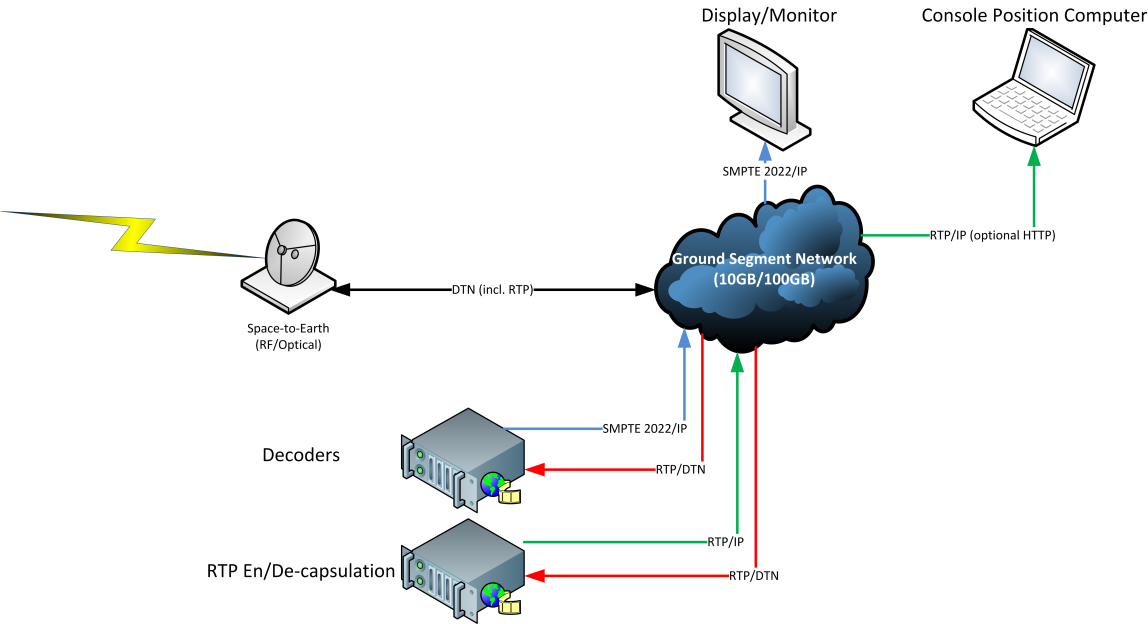 Display/Monitor
Console Position Computer
SMPTE 2022/IP
RTP/IP (optional HTTP)
Ground Segment Network
(10GB/100GB)
DTN (incl. RTP)
Space-to-Earth
(RF/Optical)
SMPTE 2022/IP
Decoders
RTP/DTN
RTP/IP
RTP En/De-capsulation
RTP/DTN